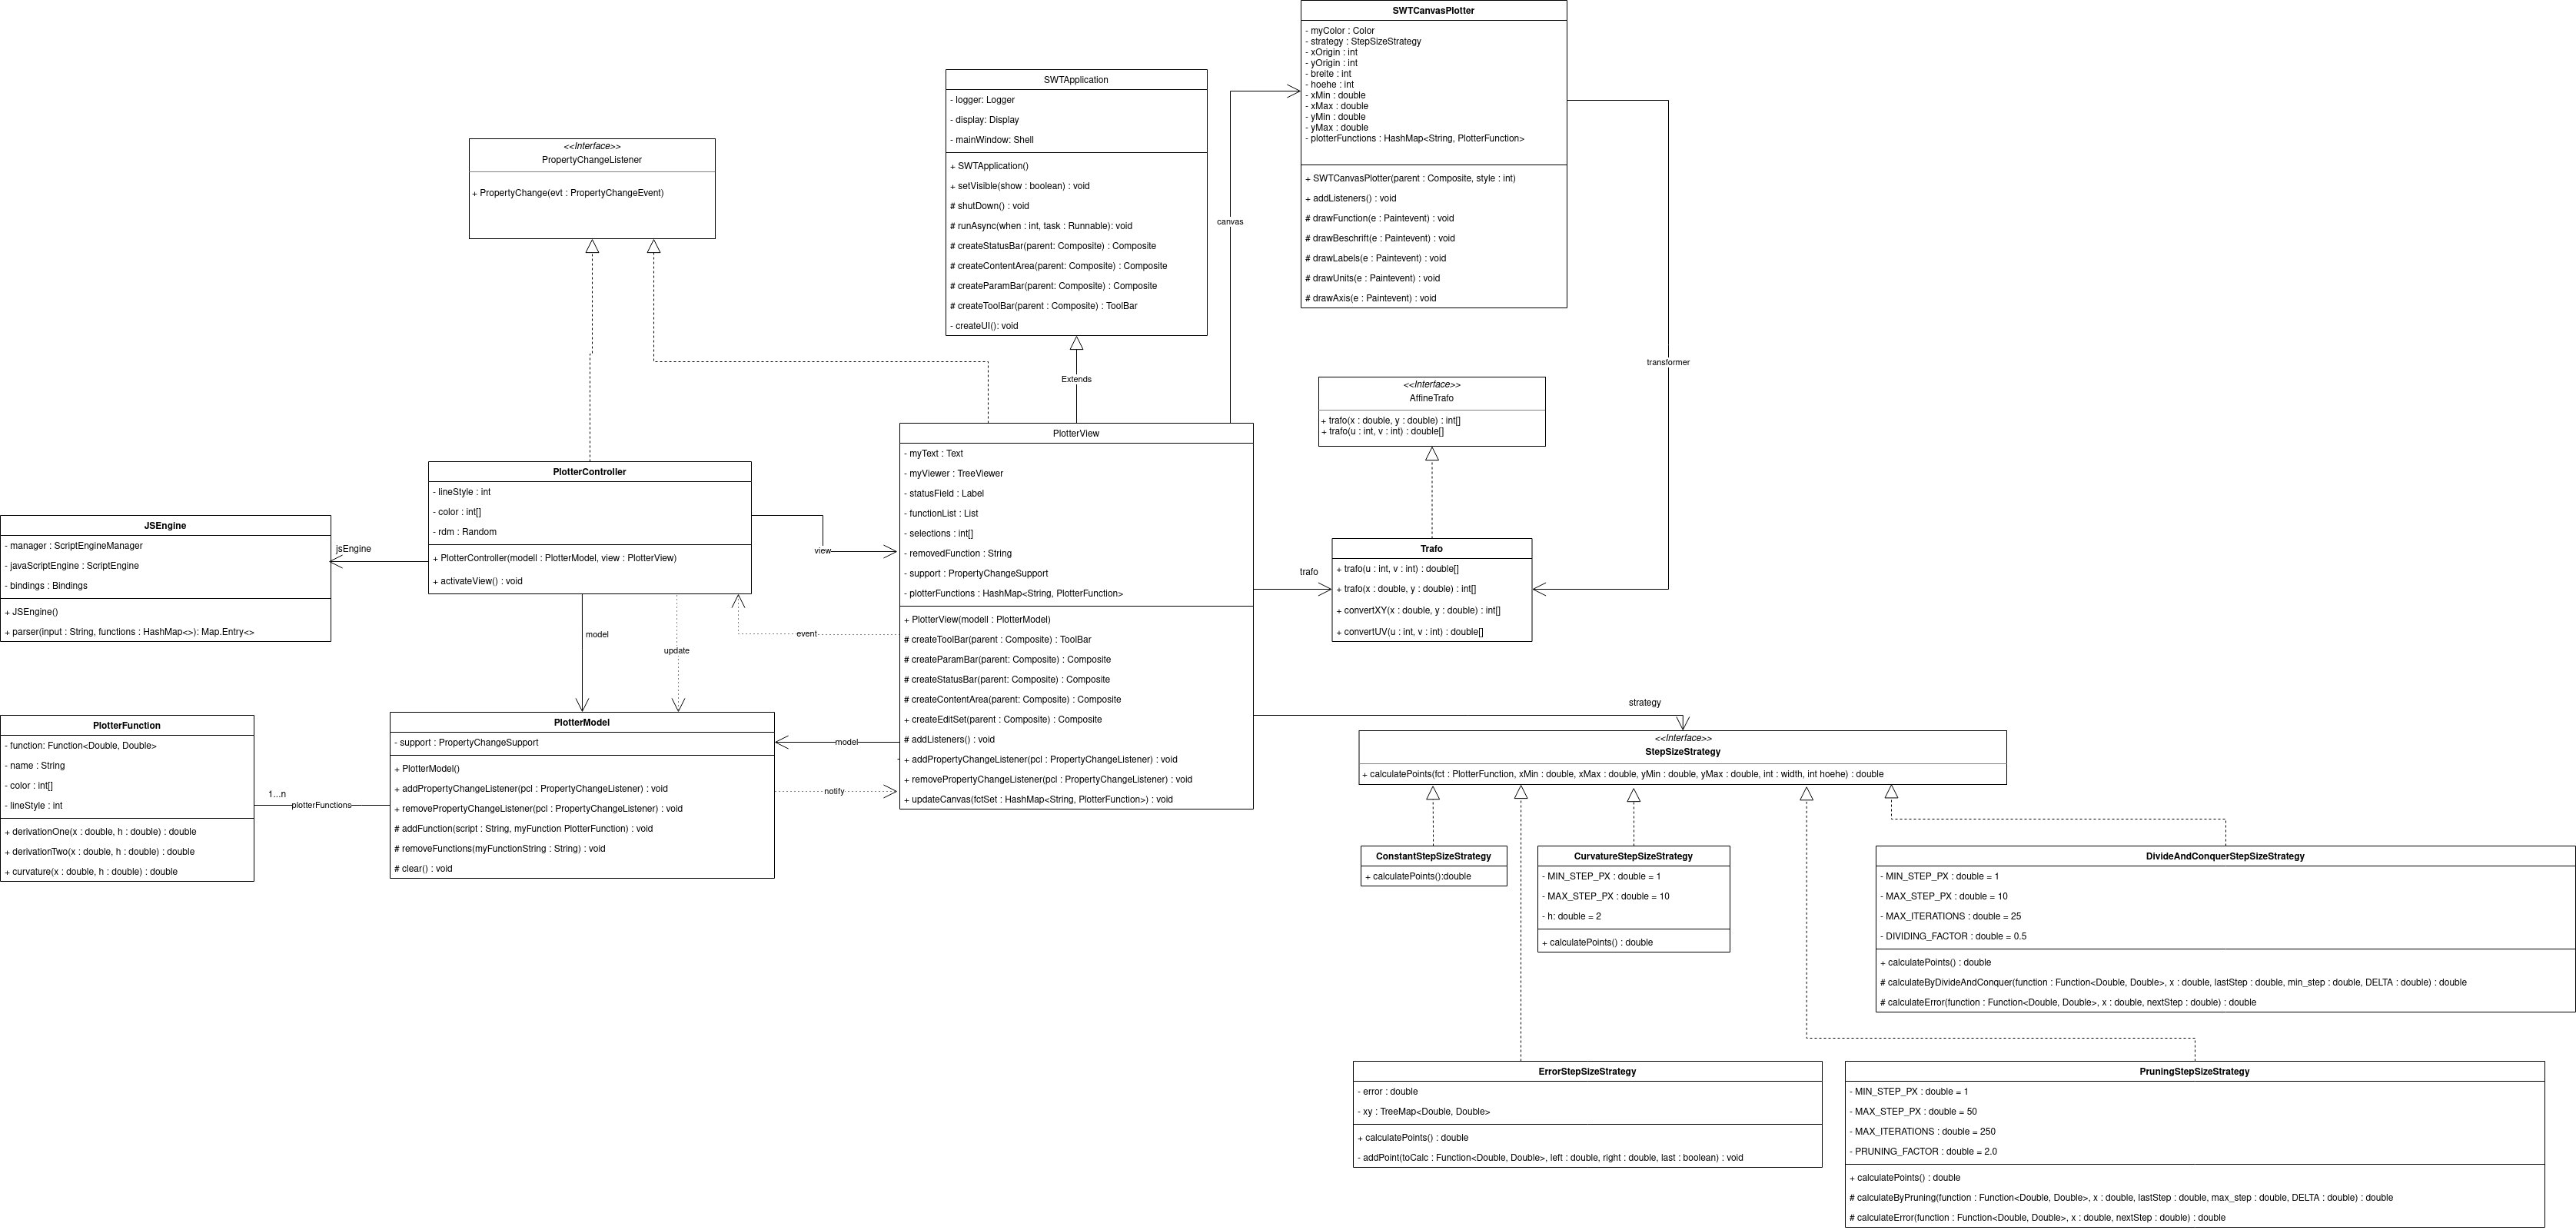 SWTCanvasPlotter
- myColor : Color
- strategy : StepSizeStrategy
- xOrigin : int
- yOrigin : int
- breite : int
- hoehe : int
- xMin : double
- xMax : double
- yMin : double
- yMax : double
- plotterFunctions : HashMap<String, PlotterFunction>
+ SWTCanvasPlotter(parent : Composite, style : int)
+ addListeners() : void
# drawFunction(e : Paintevent) : void
# drawBeschrift(e : Paintevent) : void
# drawLabels(e : Paintevent) : void
# drawUnits(e : Paintevent) : void
# drawAxis(e : Paintevent) : void
SWTApplication
- logger: Logger
- display: Display
- mainWindow: Shell
+ SWTApplication()
+ setVisible(show : boolean) : void
# shutDown() : void
# runAsync(when : int, task : Runnable): void
# createStatusBar(parent: Composite) : Composite
# createContentArea(parent: Composite) : Composite
# createParamBar(parent: Composite) : Composite
# createToolBar(parent : Composite) : ToolBar
- createUI(): void
<<Interface>>
PropertyChangeListener
+ PropertyChange(evt : PropertyChangeEvent)
canvas
transformer
Extends
<<Interface>>
AffineTrafo
+ trafo(x : double, y : double) : int[]
+ trafo(u : int, v : int) : double[]
PlotterView
- myText : Text
- myViewer : TreeViewer
- statusField : Label
- functionList : List
- selections : int[]
- removedFunction : String
- support : PropertyChangeSupport
- plotterFunctions : HashMap<String, PlotterFunction>
+ PlotterView(modell : PlotterModel)
# createToolBar(parent : Composite) : ToolBar
# createParamBar(parent: Composite) : Composite
# createStatusBar(parent: Composite) : Composite
# createContentArea(parent: Composite) : Composite
+ createEditSet(parent : Composite) : Composite
# addListeners() : void
+ addPropertyChangeListener(pcl : PropertyChangeListener) : void
+ removePropertyChangeListener(pcl : PropertyChangeListener) : void
+ updateCanvas(fctSet : HashMap<String, PlotterFunction>) : void
PlotterController
- lineStyle : int
- color : int[]
- rdm : Random
+ PlotterController(modell : PlotterModel, view : PlotterView)
+ activateView() : void
view
JSEngine
- manager : ScriptEngineManager
- javaScriptEngine : ScriptEngine
- bindings : Bindings
+ JSEngine()
+ parser(input : String, functions : HashMap<>): Map.Entry<>
jsEngine
trafo
Trafo
+ trafo(u : int, v : int) : double[]
+ trafo(x : double, y : double) : int[]
+ convertXY(x : double, y : double) : int[]
+ convertUV(u : int, v : int) : double[]
model
update
event
PlotterFunction
- function: Function<Double, Double>
- name : String
- color : int[]
- lineStyle : int
+ derivationOne(x : double, h : double) : double
+ derivationTwo(x : double, h : double) : double
+ curvature(x : double, h : double) : double
1...n
plotterFunctions
PlotterModel
- support : PropertyChangeSupport
+ PlotterModel()
+ addPropertyChangeListener(pcl : PropertyChangeListener) : void
+ removePropertyChangeListener(pcl : PropertyChangeListener) : void
# addFunction(script : String, myFunction PlotterFunction) : void
# removeFunctions(myFunctionString : String) : void
# clear() : void
model
notify
strategy
<<Interface>>
StepSizeStrategy
+ calculatePoints(fct : PlotterFunction, xMin : double, xMax : double, yMin : double, yMax : double, int : width, int hoehe) : double
ConstantStepSizeStrategy
+ calculatePoints():double
CurvatureStepSizeStrategy
- MIN_STEP_PX : double = 1
- MAX_STEP_PX : double = 10
- h: double = 2
+ calculatePoints() : double
DivideAndConquerStepSizeStrategy
- MIN_STEP_PX : double = 1
- MAX_STEP_PX : double = 10
- MAX_ITERATIONS : double = 25
- DIVIDING_FACTOR : double = 0.5
+ calculatePoints() : double
# calculateByDivideAndConquer(function : Function<Double, Double>, x : double, lastStep : double, min_step : double, DELTA : double) : double
# calculateError(function : Function<Double, Double>, x : double, nextStep : double) : double
ErrorStepSizeStrategy
- error : double
- xy : TreeMap<Double, Double>
+ calculatePoints() : double
- addPoint(toCalc : Function<Double, Double>, left : double, right : double, last : boolean) : void
PruningStepSizeStrategy
- MIN_STEP_PX : double = 1
- MAX_STEP_PX : double = 50
- MAX_ITERATIONS : double = 250
- PRUNING_FACTOR : double = 2.0
+ calculatePoints() : double
# calculateByPruning(function : Function<Double, Double>, x : double, lastStep : double, max_step : double, DELTA : double) : double
# calculateError(function : Function<Double, Double>, x : double, nextStep : double) : double